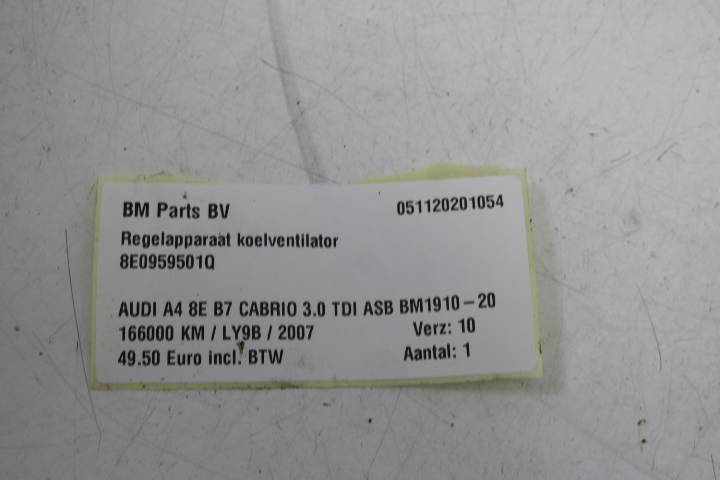 BM Parts BV 051120201054
Regelapparaat koelventilator
8E0959501Q
AUDI A4 8E B7 CABRIO 3.0 TDI ASB BM1910-20
166000 KM / LY9B / 2007 Verz: 10
49.50 Euro incl. BTW Aantal: 1